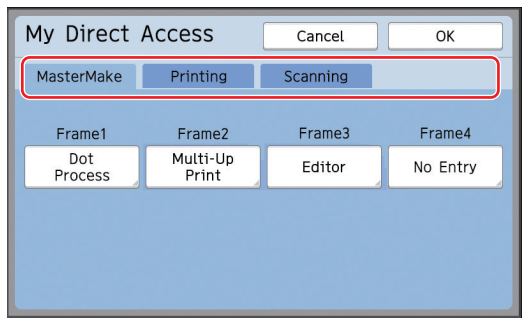 My Direct Access Cancel OK
MasterMake Printing Scanning
Frame1 Frame2 Frame3 Frame4
Dot Process Multi-Up Print Editor No Entry